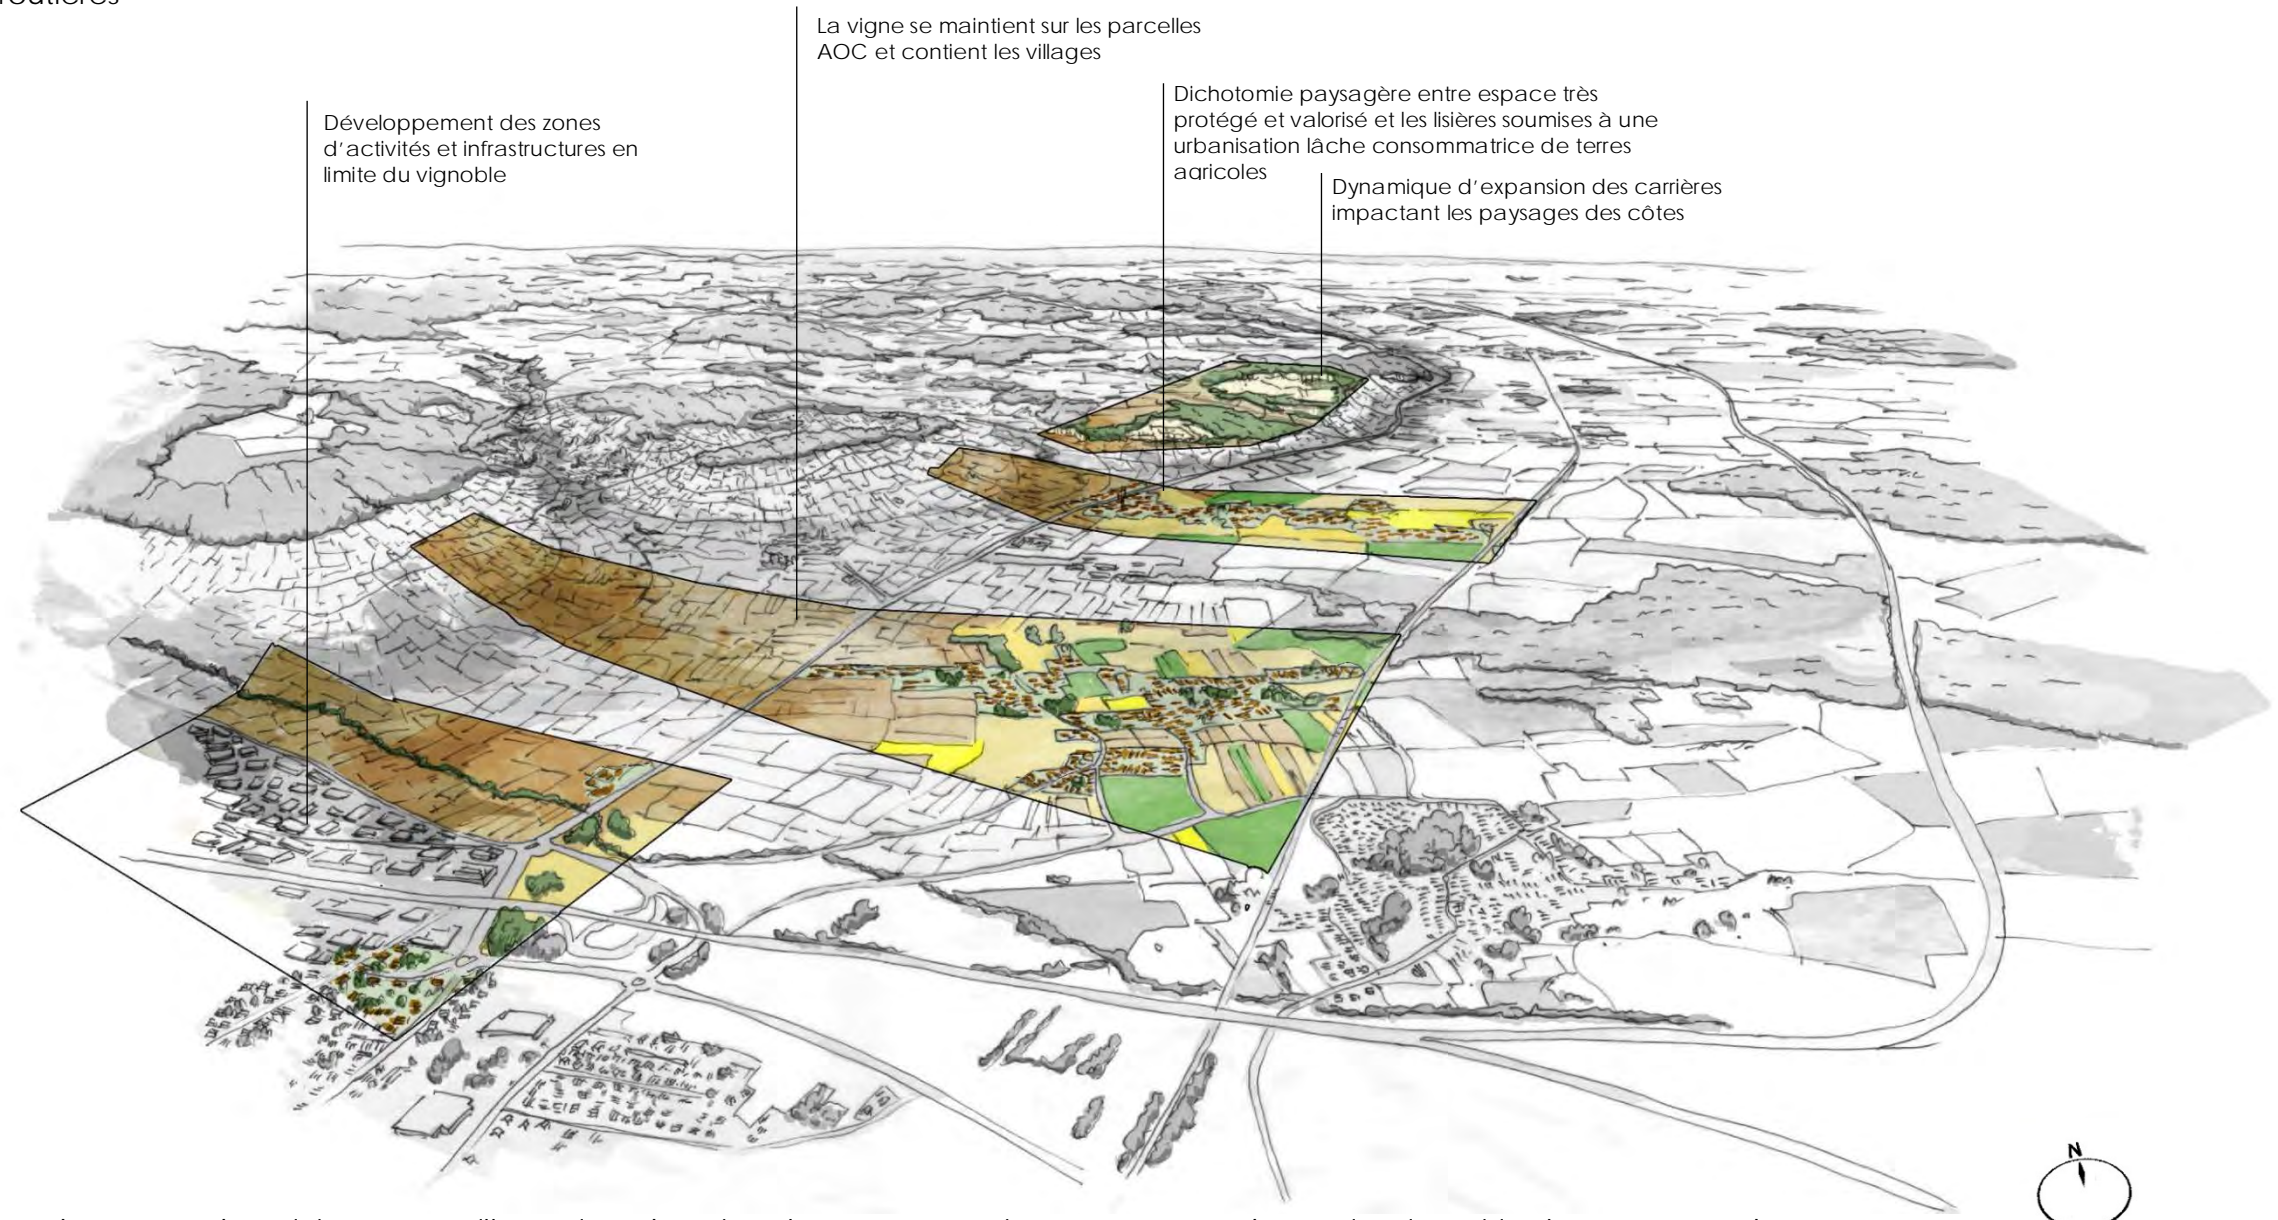 routières
La vigne se maintient sur les parcelles
AOC et contient les villages
Dichotomie paysagère entre espace très
protégé et valorisé et les lisières soumises à une
urbanisation lâche consommatrice de terres
agricoles
Développement des zones
d'activités et infrastructures en
limite du vignoble
Dynamique d'expansion des carrières
impactant les paysages des côtes
N